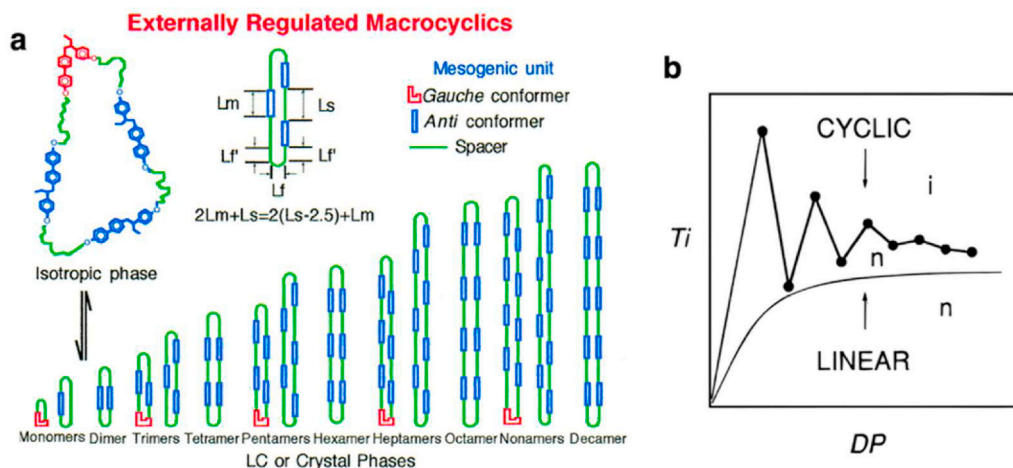 Externally Regulated Macrocyclics
a
Mesogenic unit
Gauche conformer
Anti conformer
Spacer
Lm
Ls
Lf'
Lf'
Lf
2Lm+Ls=2(Ls-2.5)+Lm
Isotropic phase
Monomers Dimer Trimers Tetramer Pentamers Hexamer Heptamers Octamer Nonamers Decamer
LC or Crystal Phases
b
CYCLIC
i
Ti
n
n
LINEAR
DP